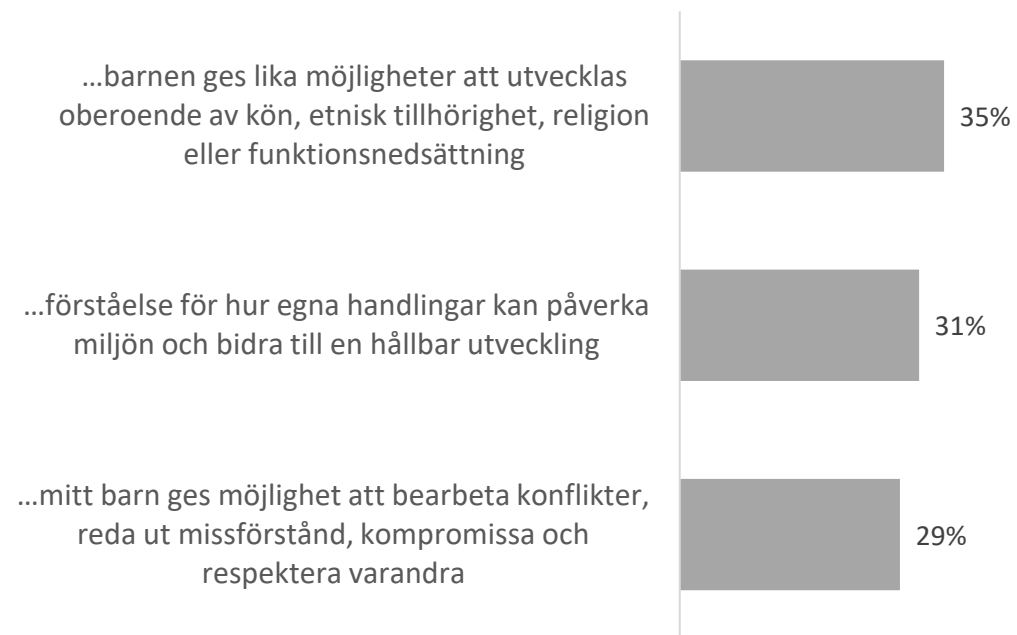 …barnen ges lika möjligheter att utvecklas
oberoende av kön, etnisk tillhörighet, religion
eller funktionsnedsättning
35%
…förståelse för hur egna handlingar kan påverka
miljön och bidra till en hållbar utveckling
31%
…mitt barn ges möjlighet att bearbeta konflikter,
reda ut missförstånd, kompromissa och
respektera varandra
29%